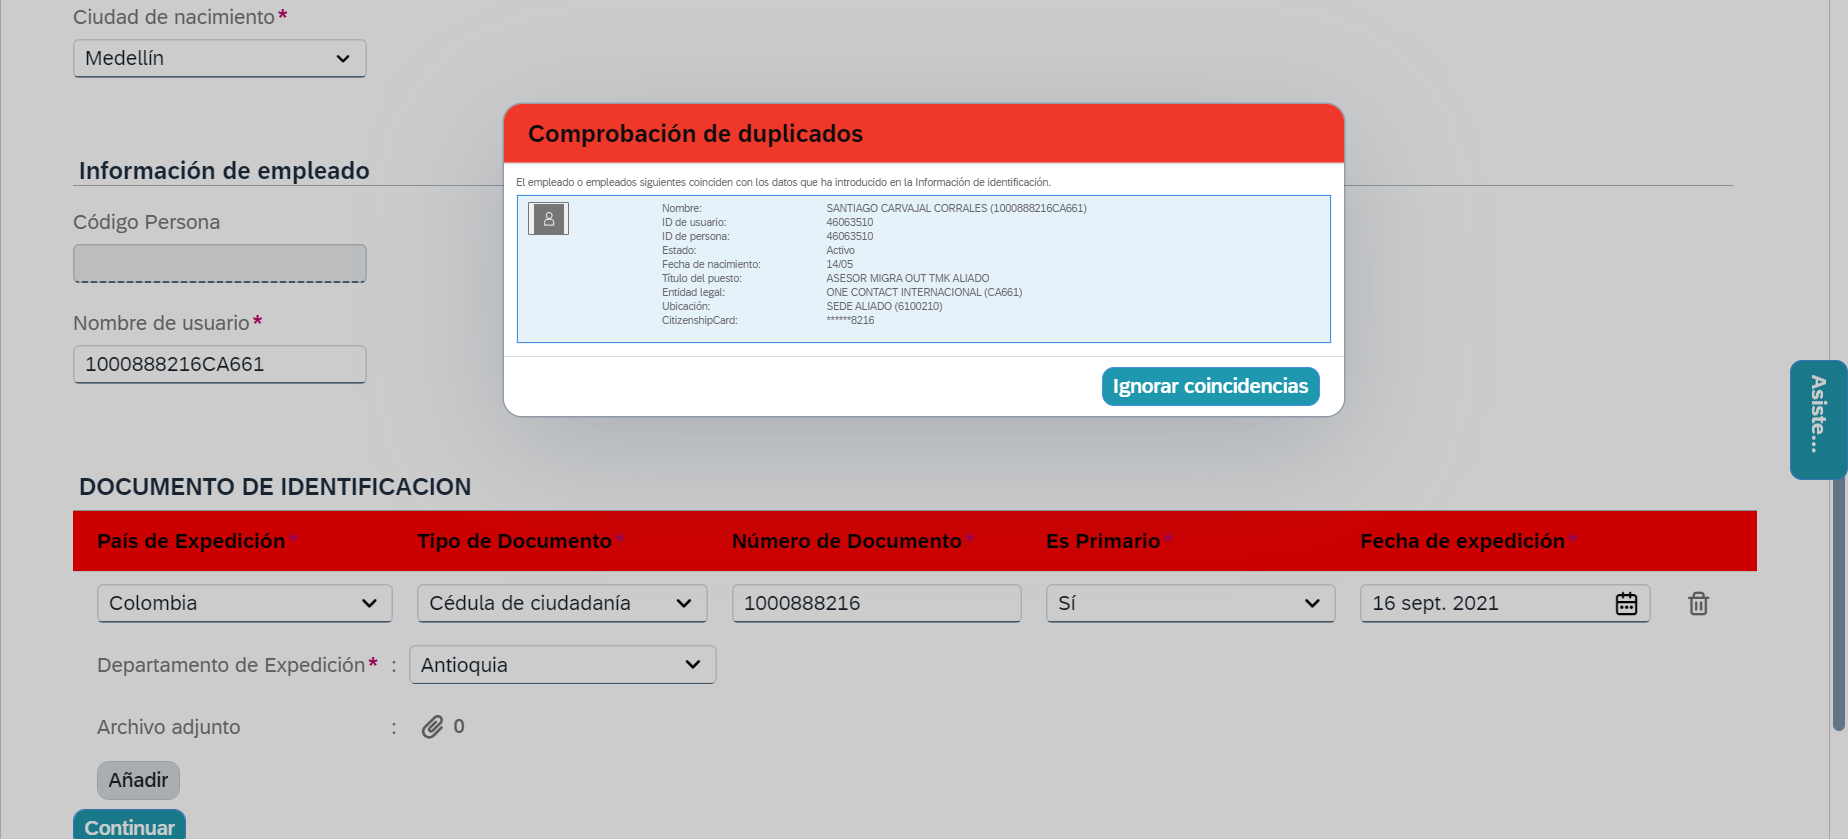 Ciudad de nacimiento*
Medellín
Comprobación de duplicados
El empleado o empleados siguientes coinciden con los datos que ha introducido en la Información de identificación.
Nombre: SANTIAGO CARVAJAL CORRALES (1000888216CA661)
ID de usuario: 46063510
ID de persona: 46063510
Estado: Activo
Fecha de nacimiento: 14/05
Título del puesto: ASESOR MIGRA OUT TMK ALIADO
Entidad legal: ONE CONTACT INTERNACIONAL (CA661)
Ubicación: SEDE ALIADO (6100210)
CitizenshipCard: ******8216
Ignorar coincidencias
Información de empleado
Código Persona
Nombre de usuario*
1000888216CA661
Asiste...
DOCUMENTO DE IDENTIFICACION
País de Expedición* Tipo de Documento* Número de Documento* Es Primario* Fecha de expedición*
Colombia Cédula de ciudadanía 1000888216 Sí 16 sept. 2021
Departamento de Expedición* : Antioquia
Archivo adjunto : 0
Añadir
Continuar